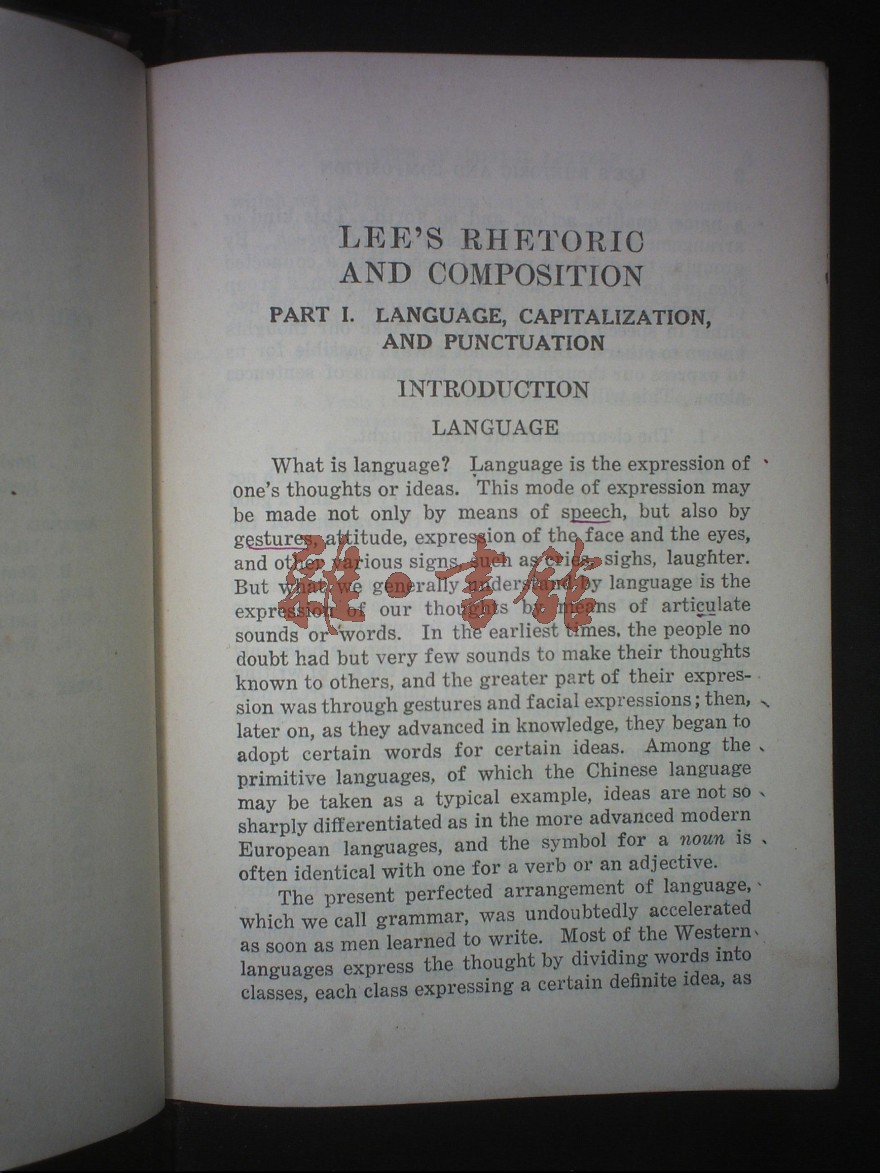 LEE'S RHETORIC
AND COMPOSITION
PART I. LANGUAGE, CAPITALIZATION,
AND PUNCTUATION
INTRODUCTION
LANGUAGE
What is language? Language is the expression of
one's thoughts or ideas. This mode of expression may
be made not only by means of speech, but also by
gestures, attitude, expression of the face and the eyes,
and other various signs, such as cries, sighs, laughter.
But what we generally understand by language is the
expression of our thoughts by means of articulate
sounds or words. In the earliest times, the people no
doubt had but very few sounds to make their thoughts
known to others, and the greater part of their expres-
sion was through gestures and facial expressions; then,
later on, as they advanced in knowledge, they began to
adopt certain words for certain ideas. Among the
primitive languages, of which the Chinese language
may be taken as a typical example, ideas are not so
sharply differentiated as in the more advanced modern
European languages, and the symbol for a noun is
often identical with one for a verb or an adjective.
The present perfected arrangement of language,
which we call grammar, was undoubtedly accelerated
as soon as men learned to write. Most of the Western
languages express the thought by dividing words into
classes, each class expressing a certain definite idea, as
雜·書館